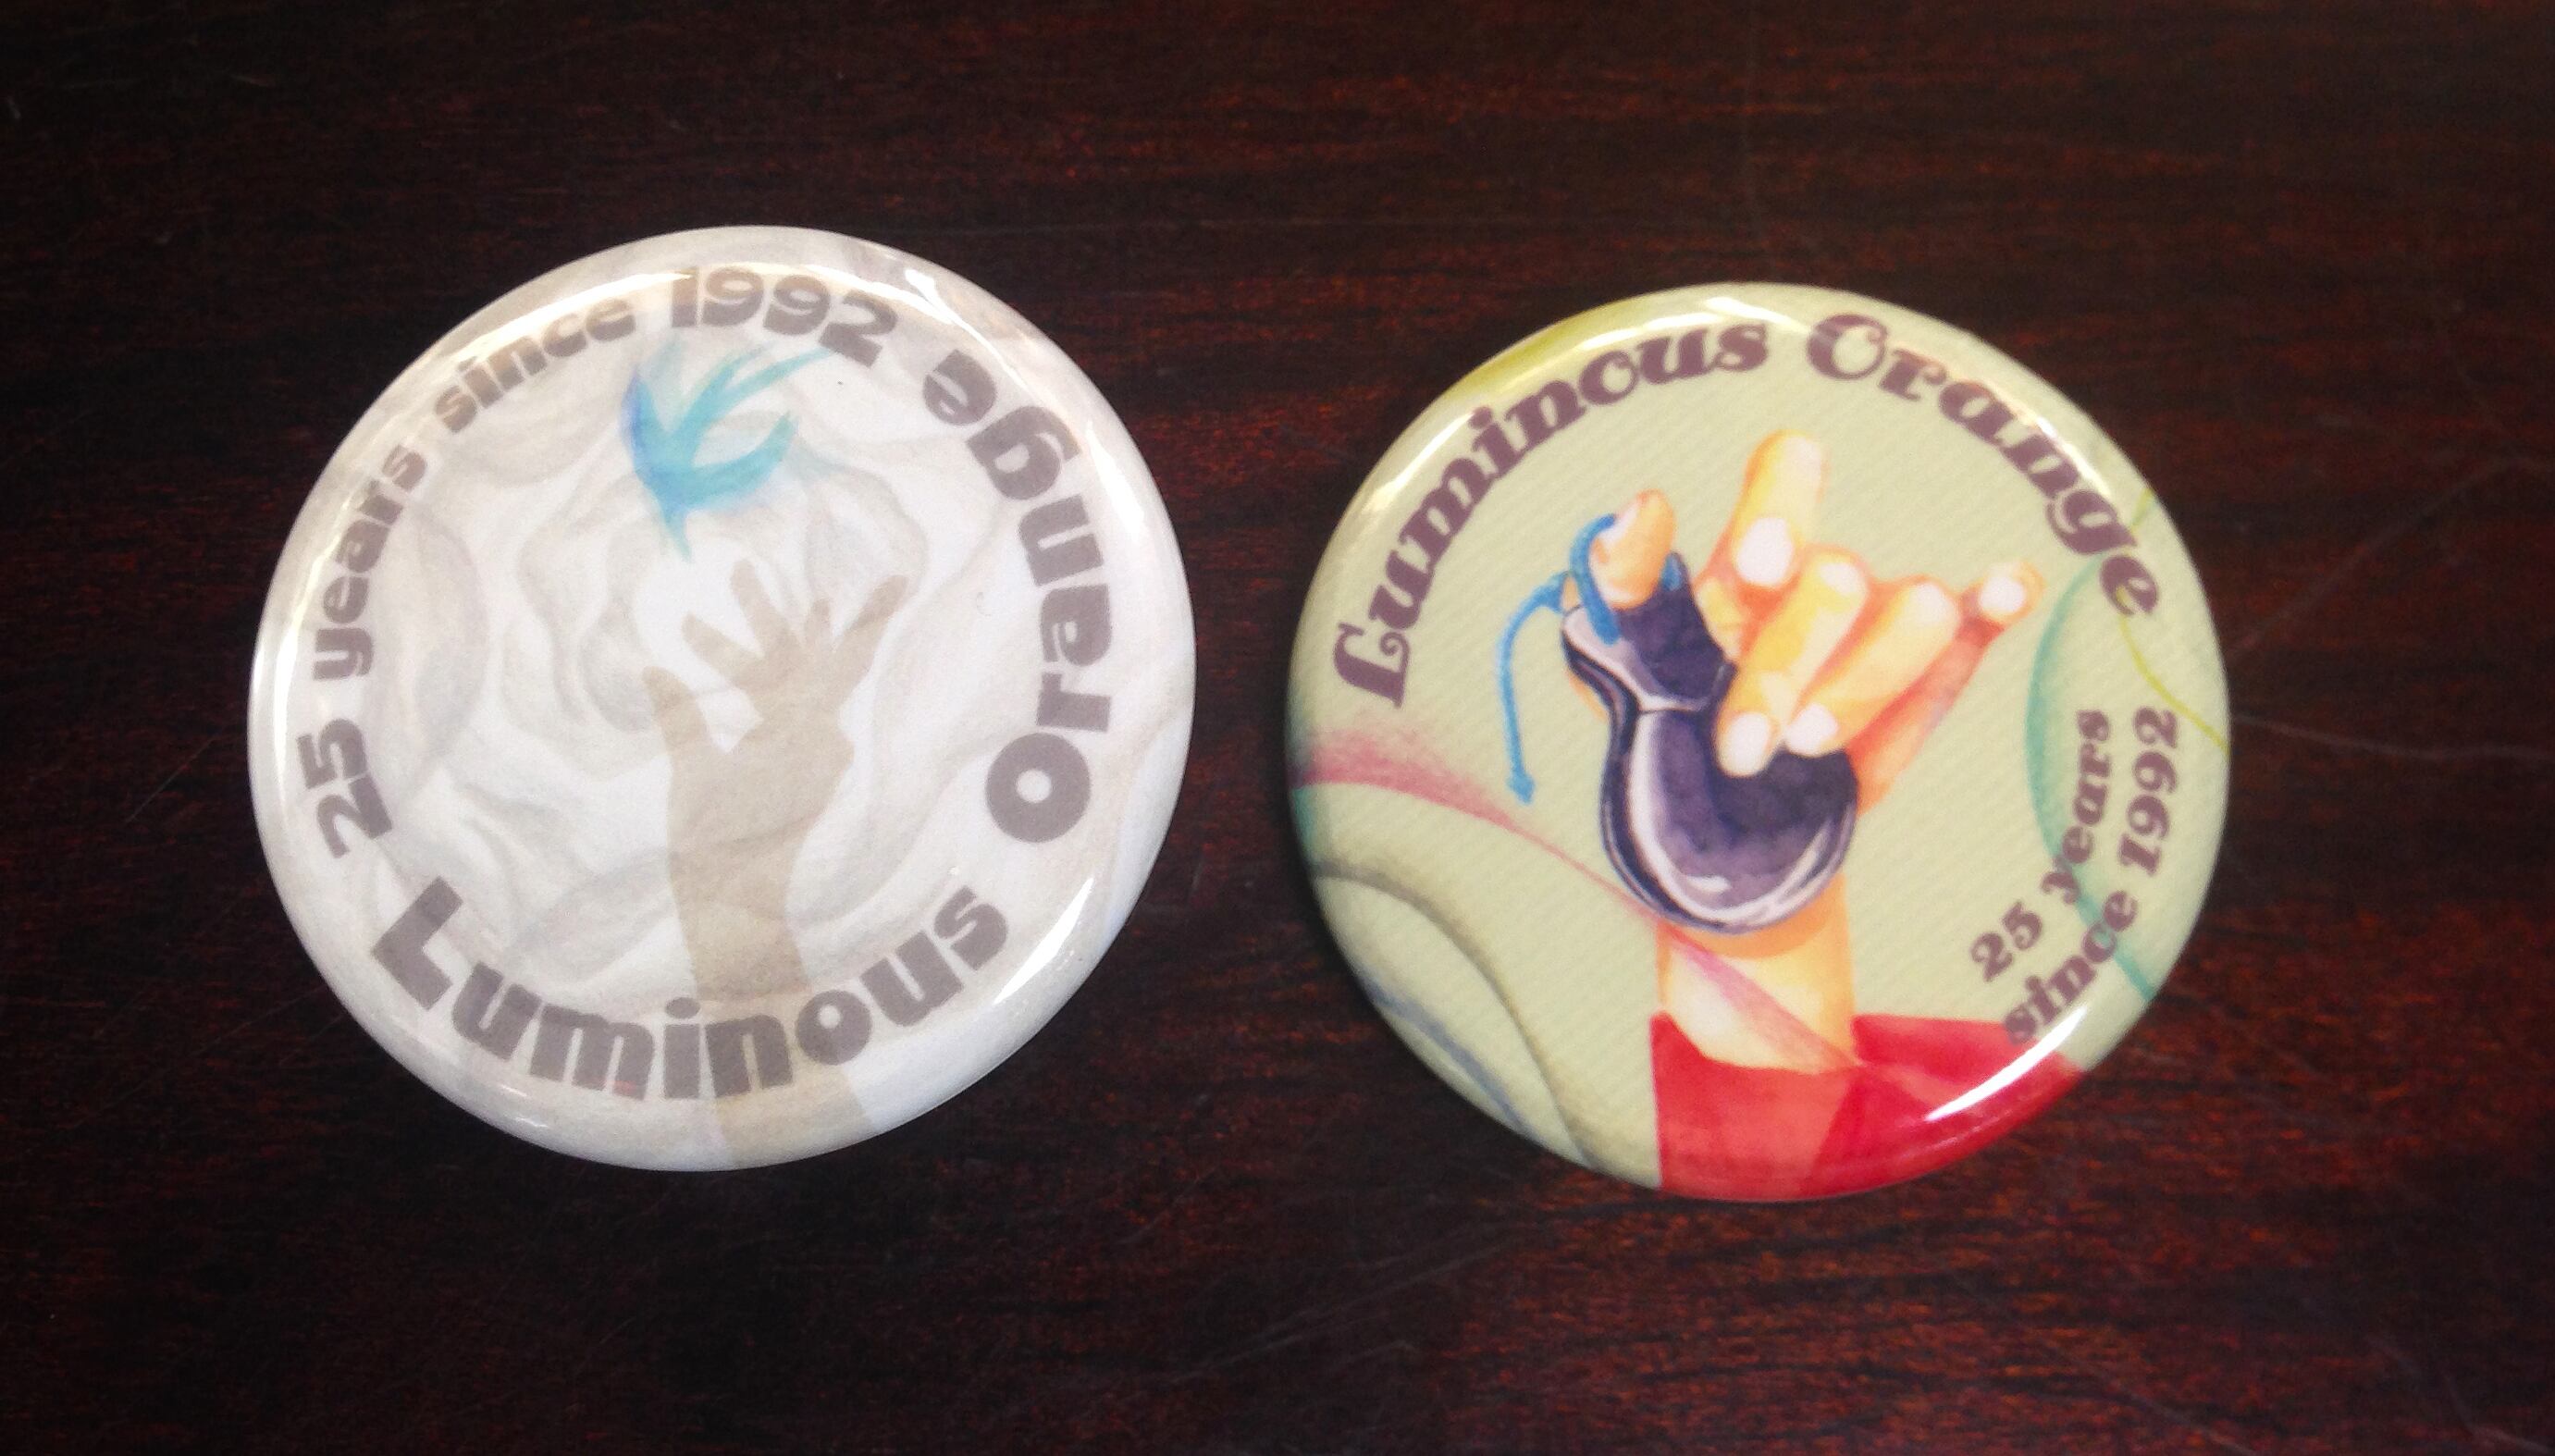 25 years since 1992
Luminous Orange
Luminous Orange
25 years
since 1992